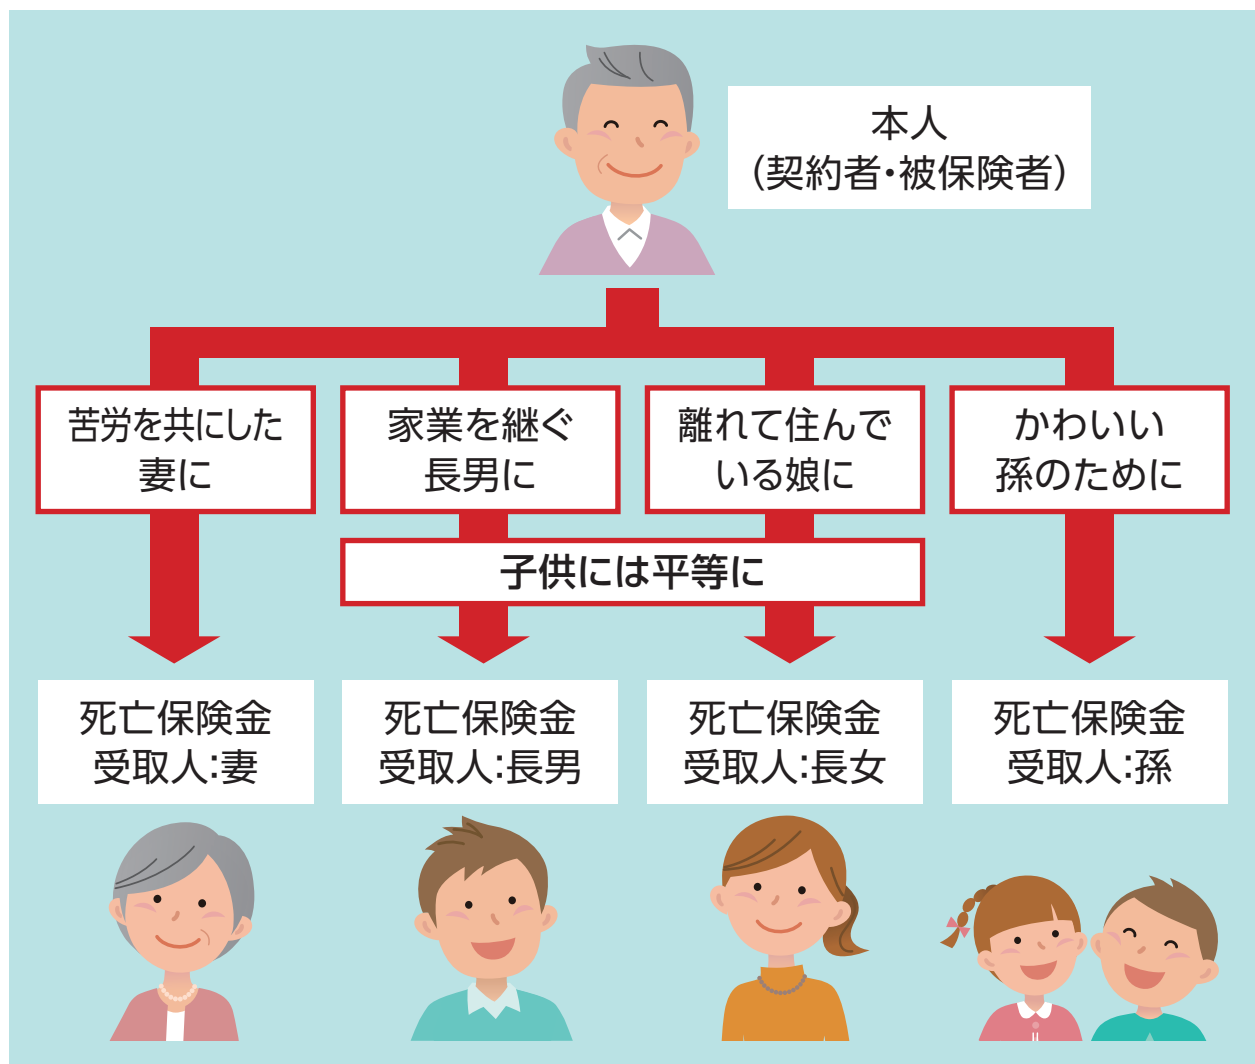 本人
（契約者・被保険者）
苦労を共にした
妻に
家業を継ぐ
長男に
離れて住んで
いる娘に
かわいい
孫のために
子供には平等に
死亡保険金
受取人:妻
死亡保険金
受取人:長男
死亡保険金
受取人:長女
死亡保険金
受取人:孫